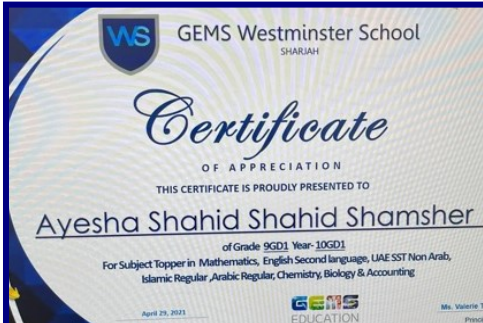 WS
GEMS Westminster School
SHARJAH
Certificate
OF APPRECIATION
THIS CERTIFICATE IS PROUDLY PRESENTED TO
Ayesha Shahid Shahid Shamsher
of Grade 9GD1 Year- 10GD1
For Subject Topper in Mathematics, English Second language, UAE SST Non Arab,
Islamic Regular ,Arabic Regular, Chemistry, Biology & Accounting
April 29, 2021
GEMS
EDUCATION
Ms. Valerie